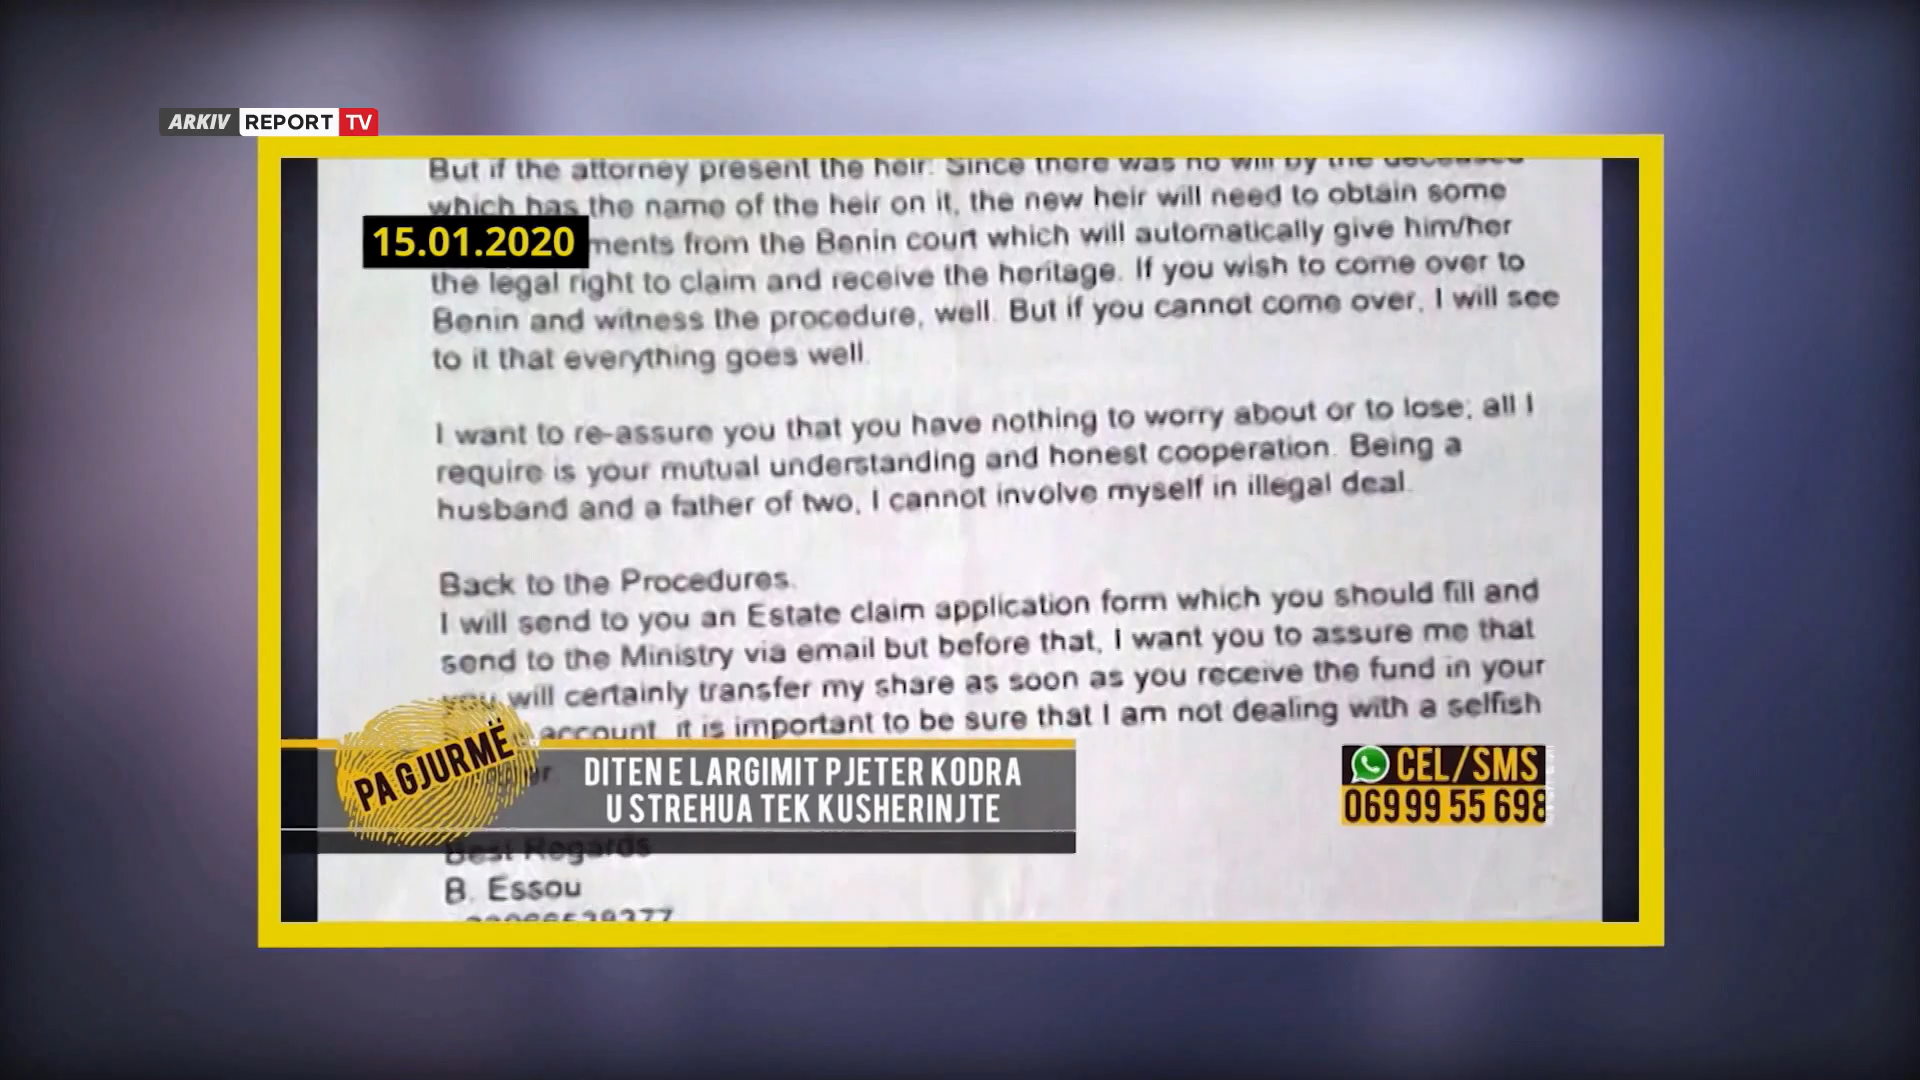 ARKIV REPORT TV
But if the attorney present the heir. Since there was no will by the deceased
which has the name of the heir on it, the new heir will need to obtain some
15.01.2020
ments from the Benin court which will automatically give him/her
the legal right to claim and receive the heritage. If you wish to come over to
Benin and witness the procedure, well. But if you cannot come over, I will see
to it that everything goes well.
I want to re-assure you that you have nothing to worry about or to lose; all I
require is your mutual understanding and honest cooperation. Being a
husband and a father of two, I cannot involve myself in illegal deal.
Back to the Procedures.
I will send to you an Estate claim application form which you should fill and
send to the Ministry via email but before that, I want you to assure me that
you will certainly transfer my share as soon as you receive the fund in your
account, it is important to be sure that I am not dealing with a selfish
PA GJURMË
DITEN E LARGIMIT PJETER KODRA
U STREHUA TEK KUSHERINJTE
CEL/SMS
069 99 55 698
Best Regards
B. Essou